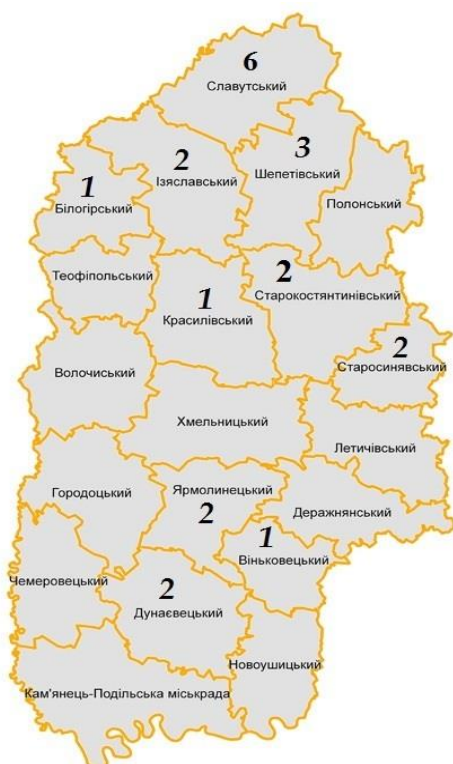 6
Славутський
3
Шепетівський
2
Ізяславський
1
Білогірський
Полонський
Теофіпольський
2
Старокостянтинівський
1
Красилівський
2
Старосинявський
Волочиський
Хмельницький
Летичівський
Городоцький
Ярмолинецький
2
Деражнянський
1
Віньковецький
Чемеровецький
2
Дунаєвецький
Новоушицький
Кам'янець-Подільська міськрада